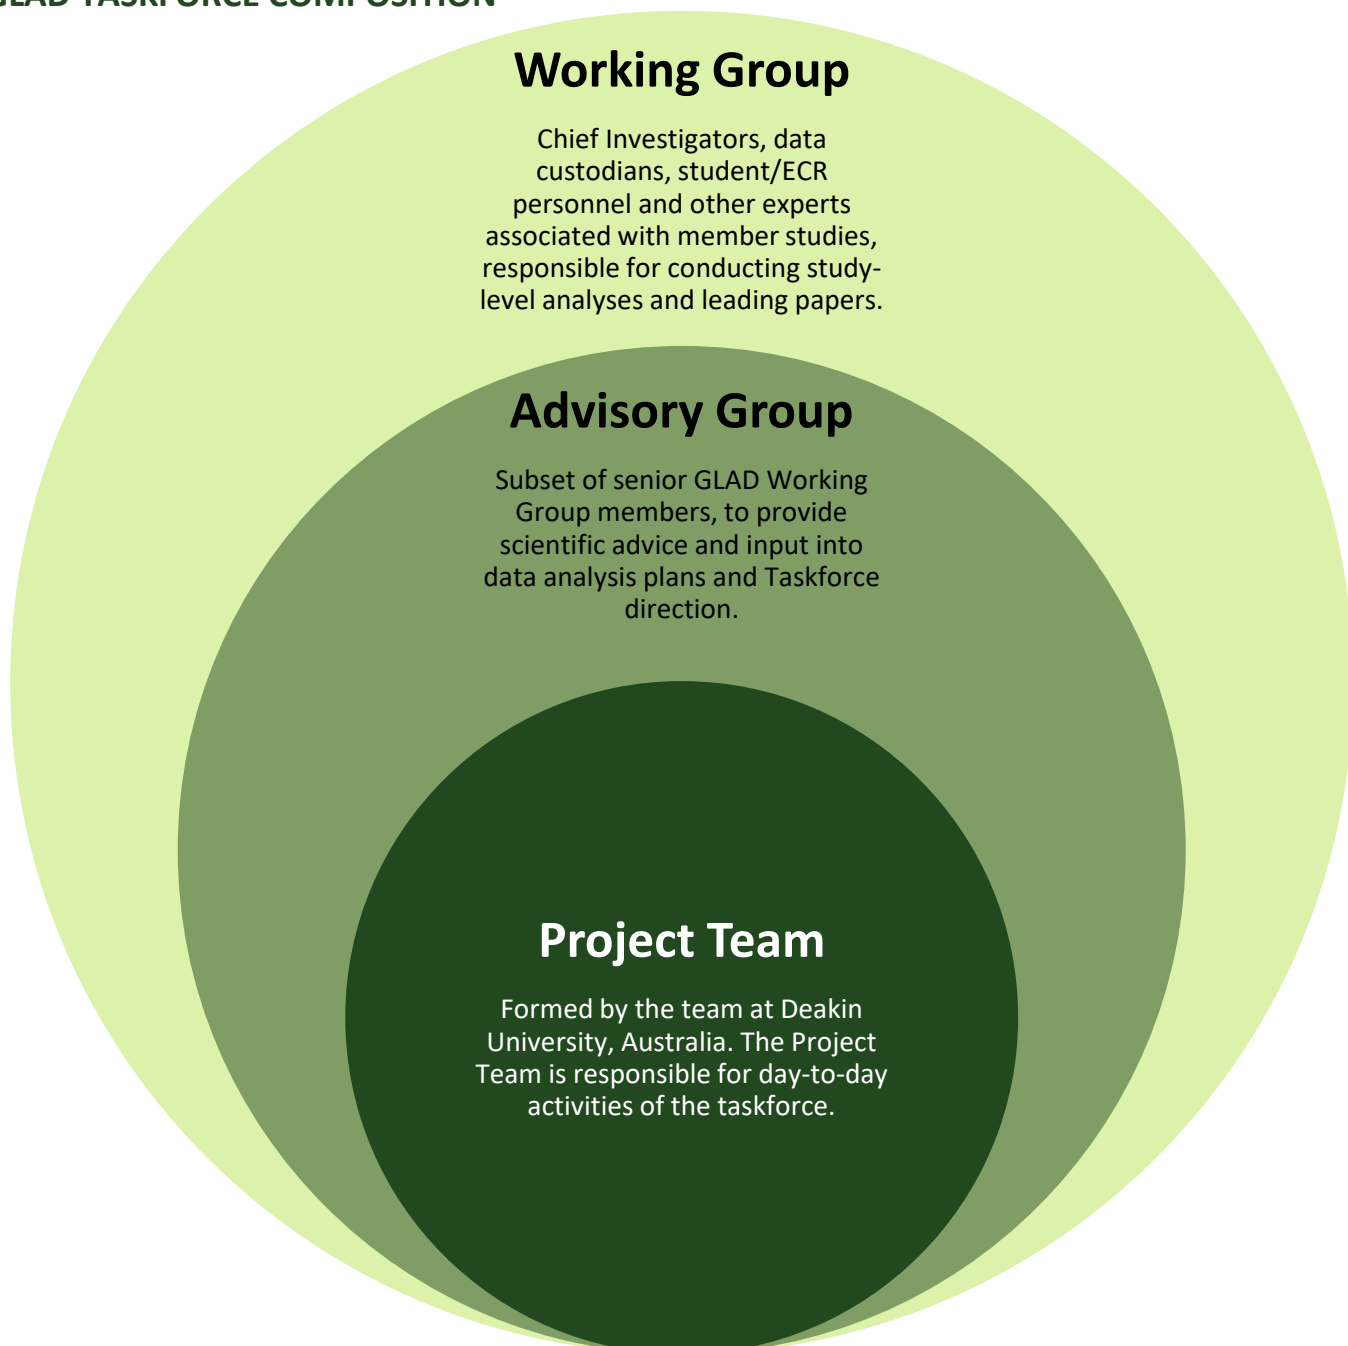 GLAD TASKFORCE COMPOSITION
Working Group
Chief Investigators, data
custodians, student/ECR
personnel and other experts
associated with member studies,
responsible for conducting study-
level analyses and leading papers.
Advisory Group
Subset of senior GLAD Working
Group members, to provide
scientific advice and input into
data analysis plans and Taskforce
direction.
Project Team
Formed by the team at Deakin
University, Australia. The Project
Team is responsible for day-to-day
activities of the taskforce.